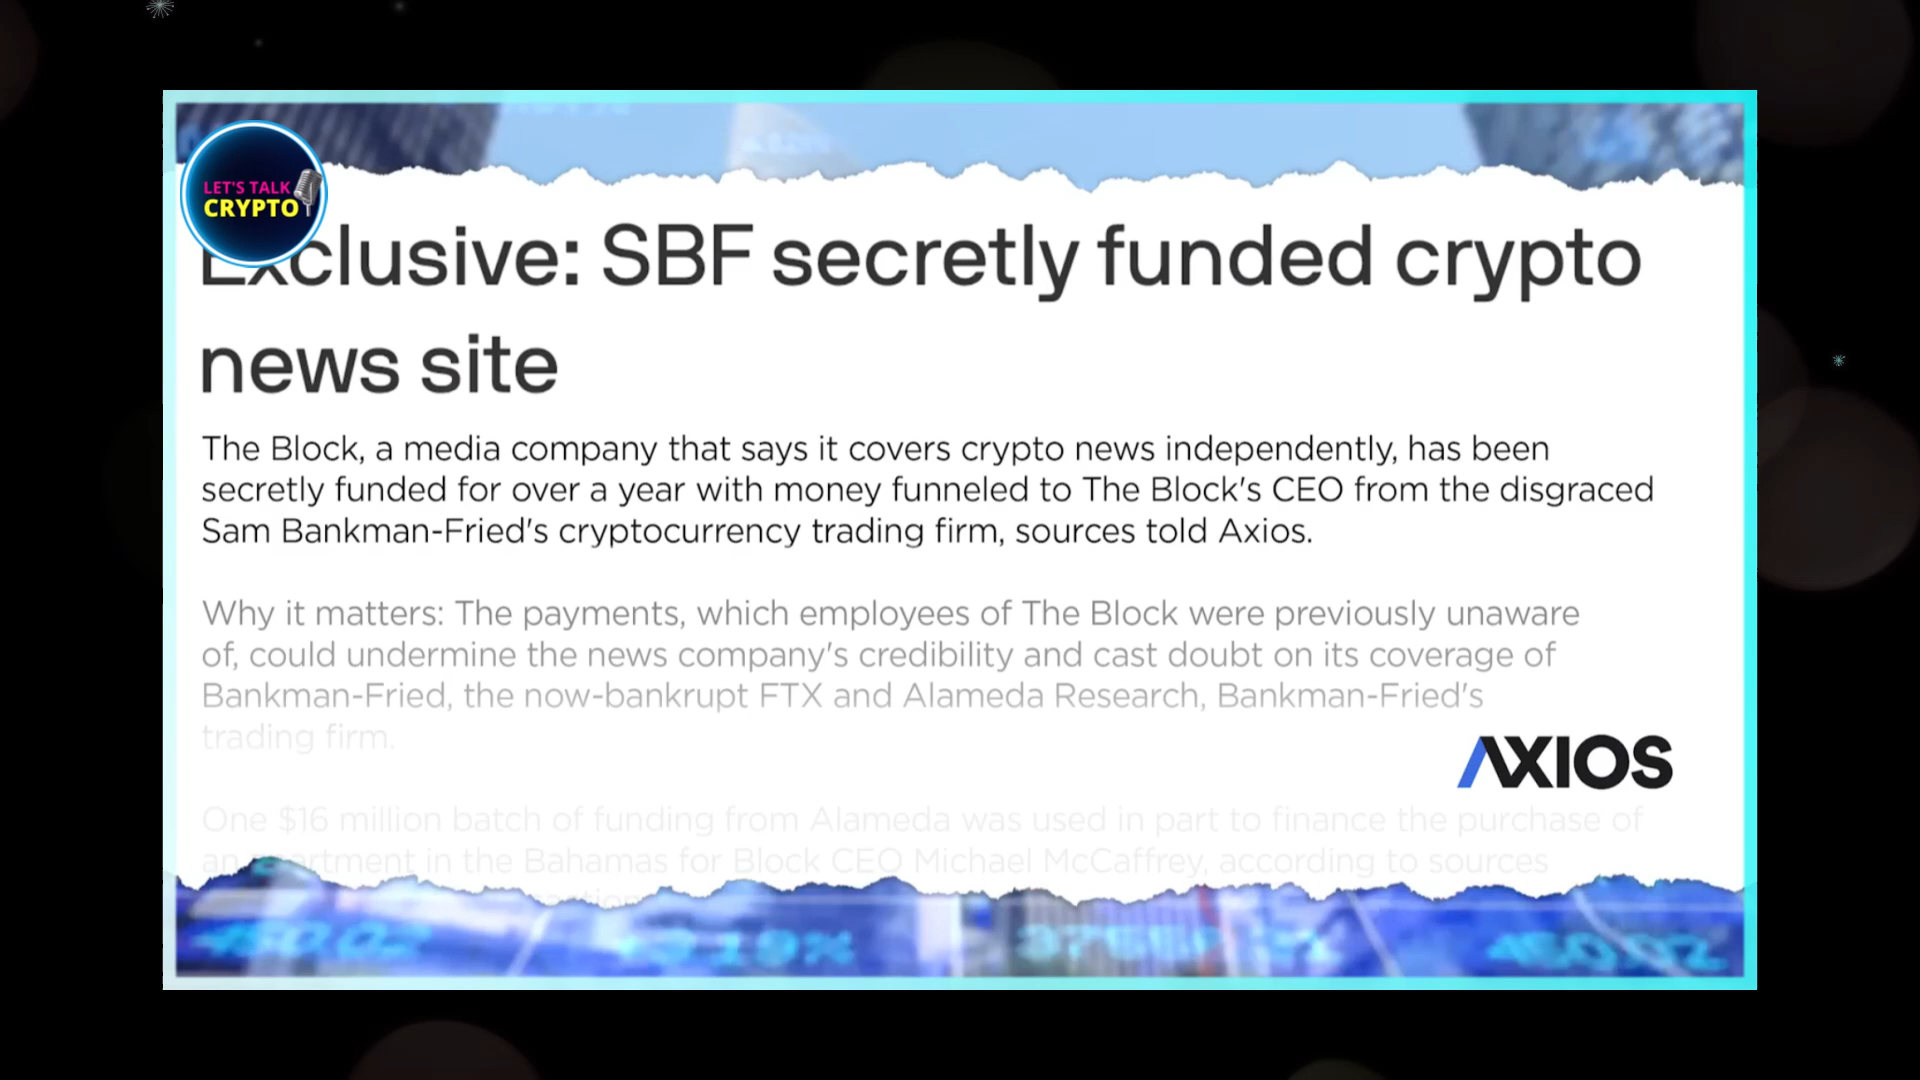 LET'S TALK
CRYPTO
Exclusive: SBF secretly funded crypto
news site
The Block, a media company that says it covers crypto news independently, has been
secretly funded for over a year with money funneled to The Block's CEO from the disgraced
Sam Bankman-Fried's cryptocurrency trading firm, sources told Axios.
Why it matters: The payments, which employees of The Block were previously unaware
of, could undermine the news company's credibility and cast doubt on its coverage of
Bankman-Fried, the now-bankrupt FTX and Alameda Research, Bankman-Fried's
trading firm.
AXIOS
One $16 million batch of funding from Alameda was used in part to finance the purchase of
an apartment in the Bahamas for Block CEO Michael McCaffrey, according to sources